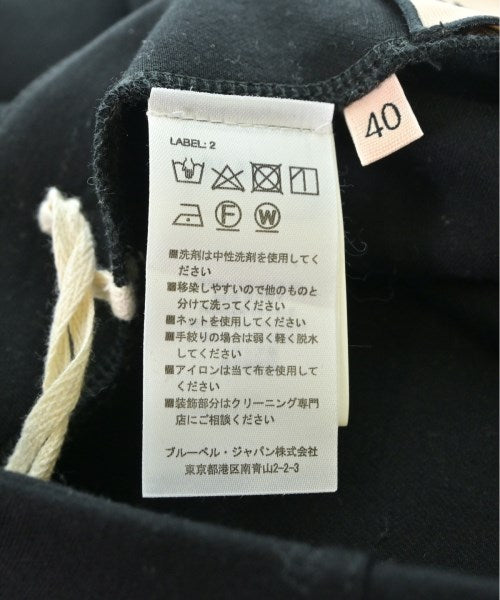 40
LABEL: 2
F W
■洗剤は中性洗剤を使用してく
ださい
■移染しやすいので他のものと
分けて洗ってください
■ネットを使用してください
■手絞りの場合は弱く軽く脱水
してください
■アイロンは当て布を使用して
ください
■装飾部分はクリーニング専門
店にご相談ください
ブルーベル・ジャパン株式会社
東京都港区南青山2-2-3